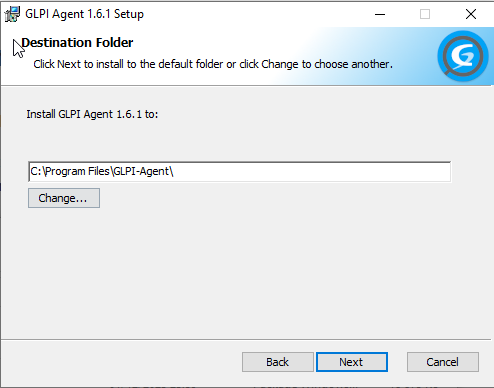 GLPI Agent 1.6.1 Setup
Destination Folder
Click Next to install to the default folder or click Change to choose another.
Install GLPI Agent 1.6.1 to:
C:\Program Files\GLPI-Agent\
Change...
Back Next Cancel